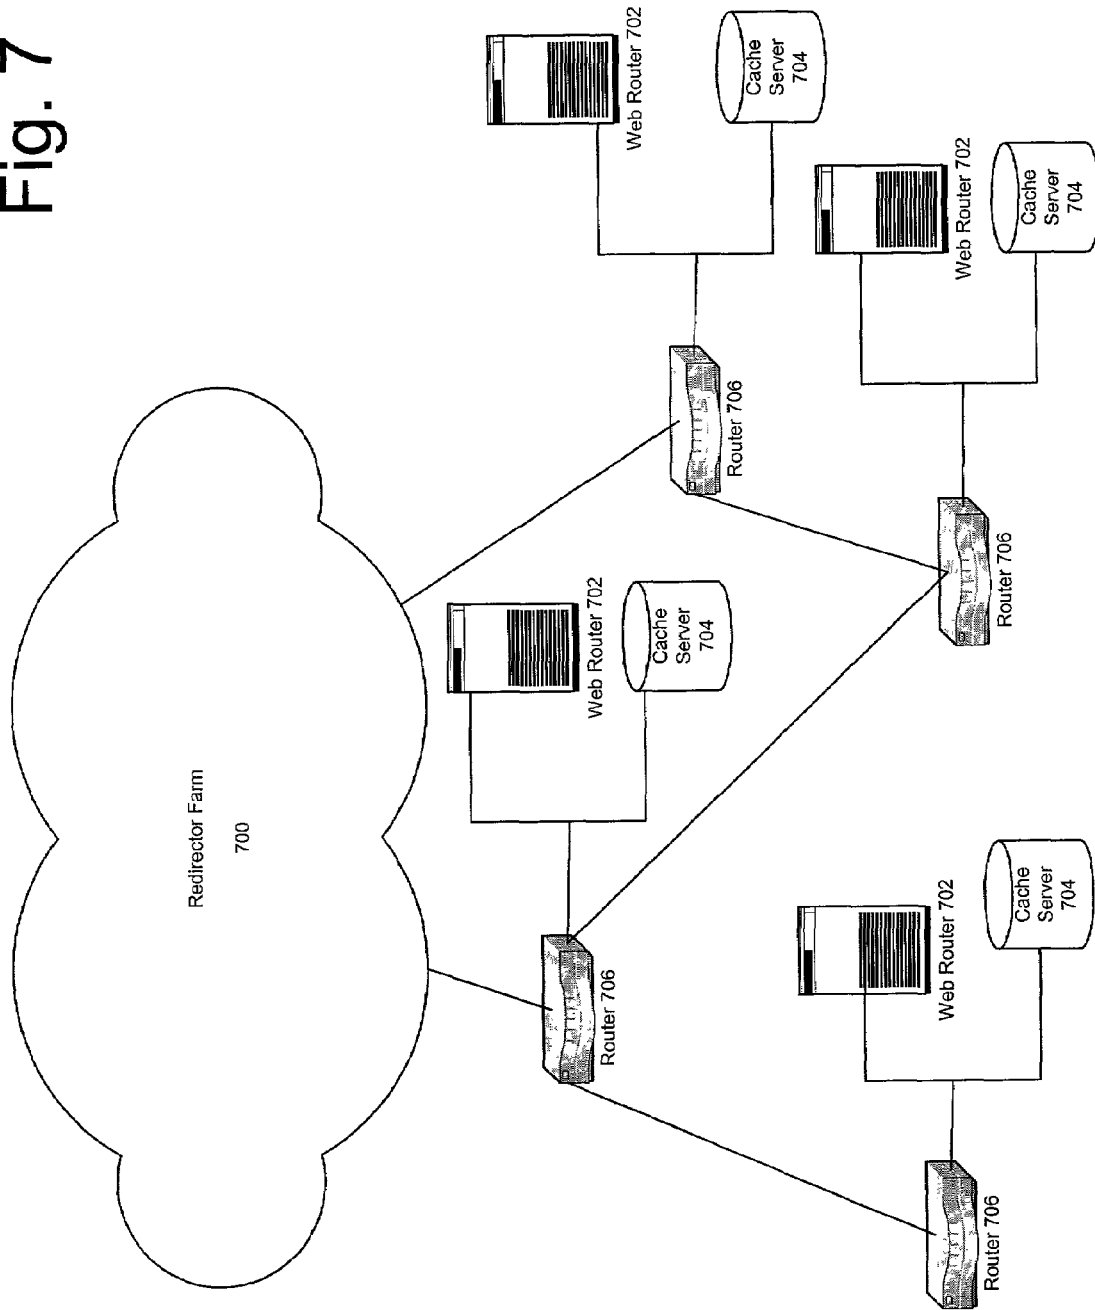 Fig. 7
Redirector Farm
700
Web Router 702
Cache
Server
704
Router 706
Web Router 702
Cache
Server
704
Router 706
Web Router 702
Cache
Server
704
Router 706
Web Router 702
Cache
Server
704
Router 706